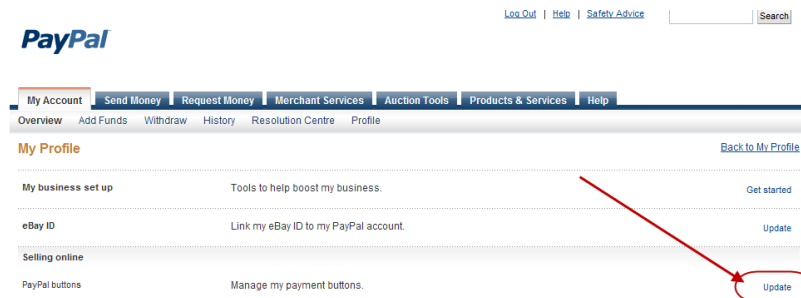 Log Out | Help | Safety Advice Search
PayPal
My Account Send Money Request Money Merchant Services Auction Tools Products & Services Help
Overview Add Funds Withdraw History Resolution Centre Profile
My Profile Back to My Profile
My business set up Tools to help boost my business. Get started
eBay ID Link my eBay ID to my PayPal account. Update
Selling online
PayPal buttons Manage my payment buttons. Update